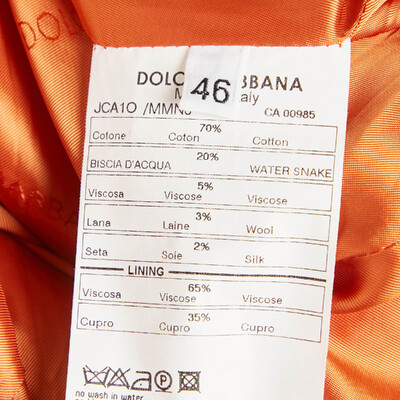 DOLC BBANA
46
M taly
JCA1O /MMN
CA 00985
70%
Cotone Coton Cotton
20%
BISCIA D'ACQUA WATER SNAKE
5%
Viscosa Viscose Viscose
3%
Lana Laine Wool
2%
Seta Soie Silk
LINING
65%
Viscosa Viscose Viscose
35%
Cupro Cupro Cupro
P
no wash in water